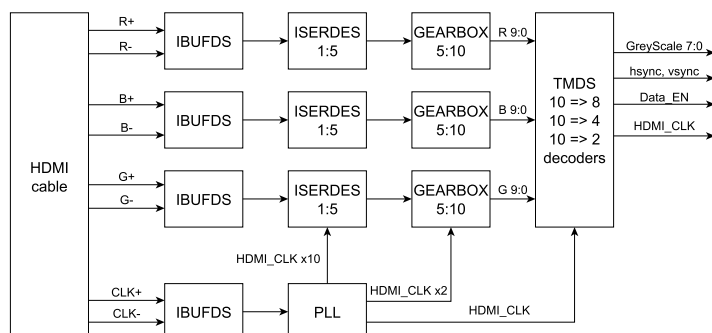 R+
R-
IBUFDS
ISERDES
1:5
GEARBOX
5:10
R 9:0
B+
B-
IBUFDS
ISERDES
1:5
GEARBOX
5:10
B 9:0
HDMI
cable
G+
G-
IBUFDS
ISERDES
1:5
GEARBOX
5:10
G 9:0
TMDS
10 => 8
10 => 4
10 => 2
decoders
GreyScale 7:0
hsync, vsync
Data_EN
HDMI_CLK
HDMI_CLK x10
HDMI_CLK x2
HDMI_CLK
CLK+
CLK-
IBUFDS
PLL